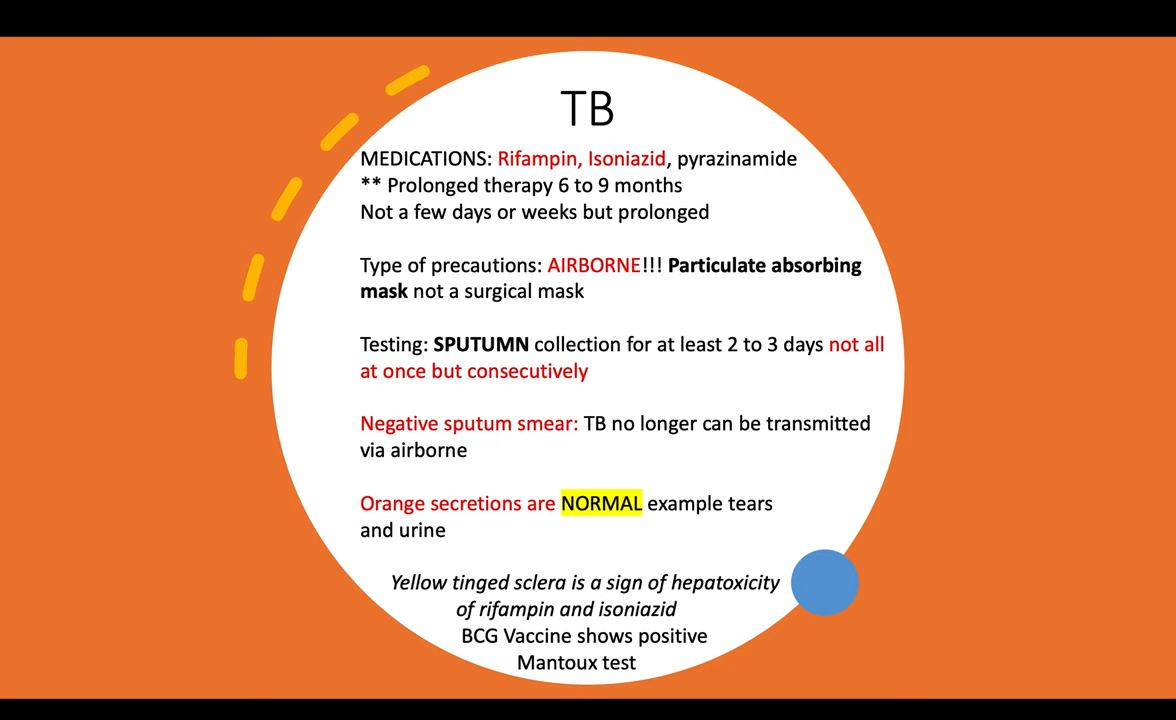 TB
MEDICATIONS: Rifampin, Isoniazid, pyrazinamide
** Prolonged therapy 6 to 9 months
Not a few days or weeks but prolonged
Type of precautions: AIRBORNE!!! Particulate absorbing
mask not a surgical mask
Testing: SPUTUMN collection for at least 2 to 3 days not all
at once but consecutively
Negative sputum smear: TB no longer can be transmitted
via airborne
Orange secretions are NORMAL example tears
and urine
Yellow tinged sclera is a sign of hepatoxicity
of rifampin and isoniazid
BCG Vaccine shows positive
Mantoux test